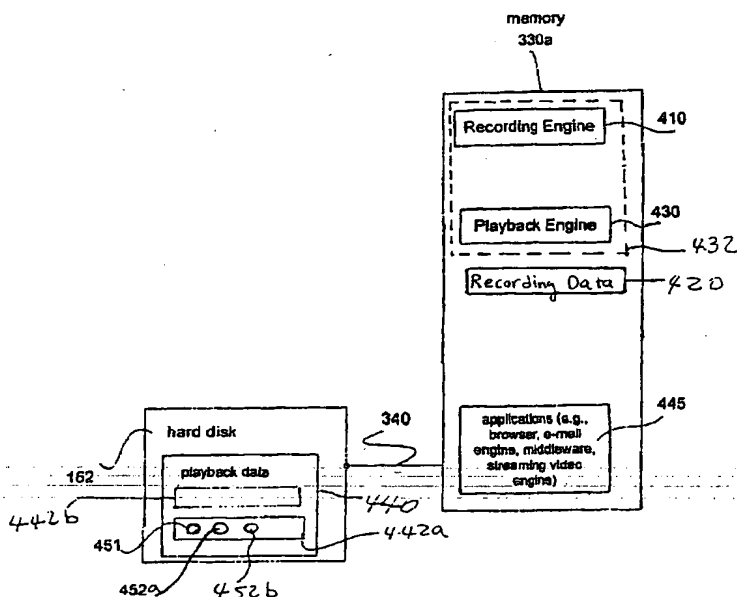 memory
330a
Recording Engine
410
Playback Engine
430
432
Recording Data
420
applications (e.g.,
browser, e-mail
engine, middleware,
streaming video
engine)
445
340
hard disk
162
playback data
442b
440
451
442a
452a
452b